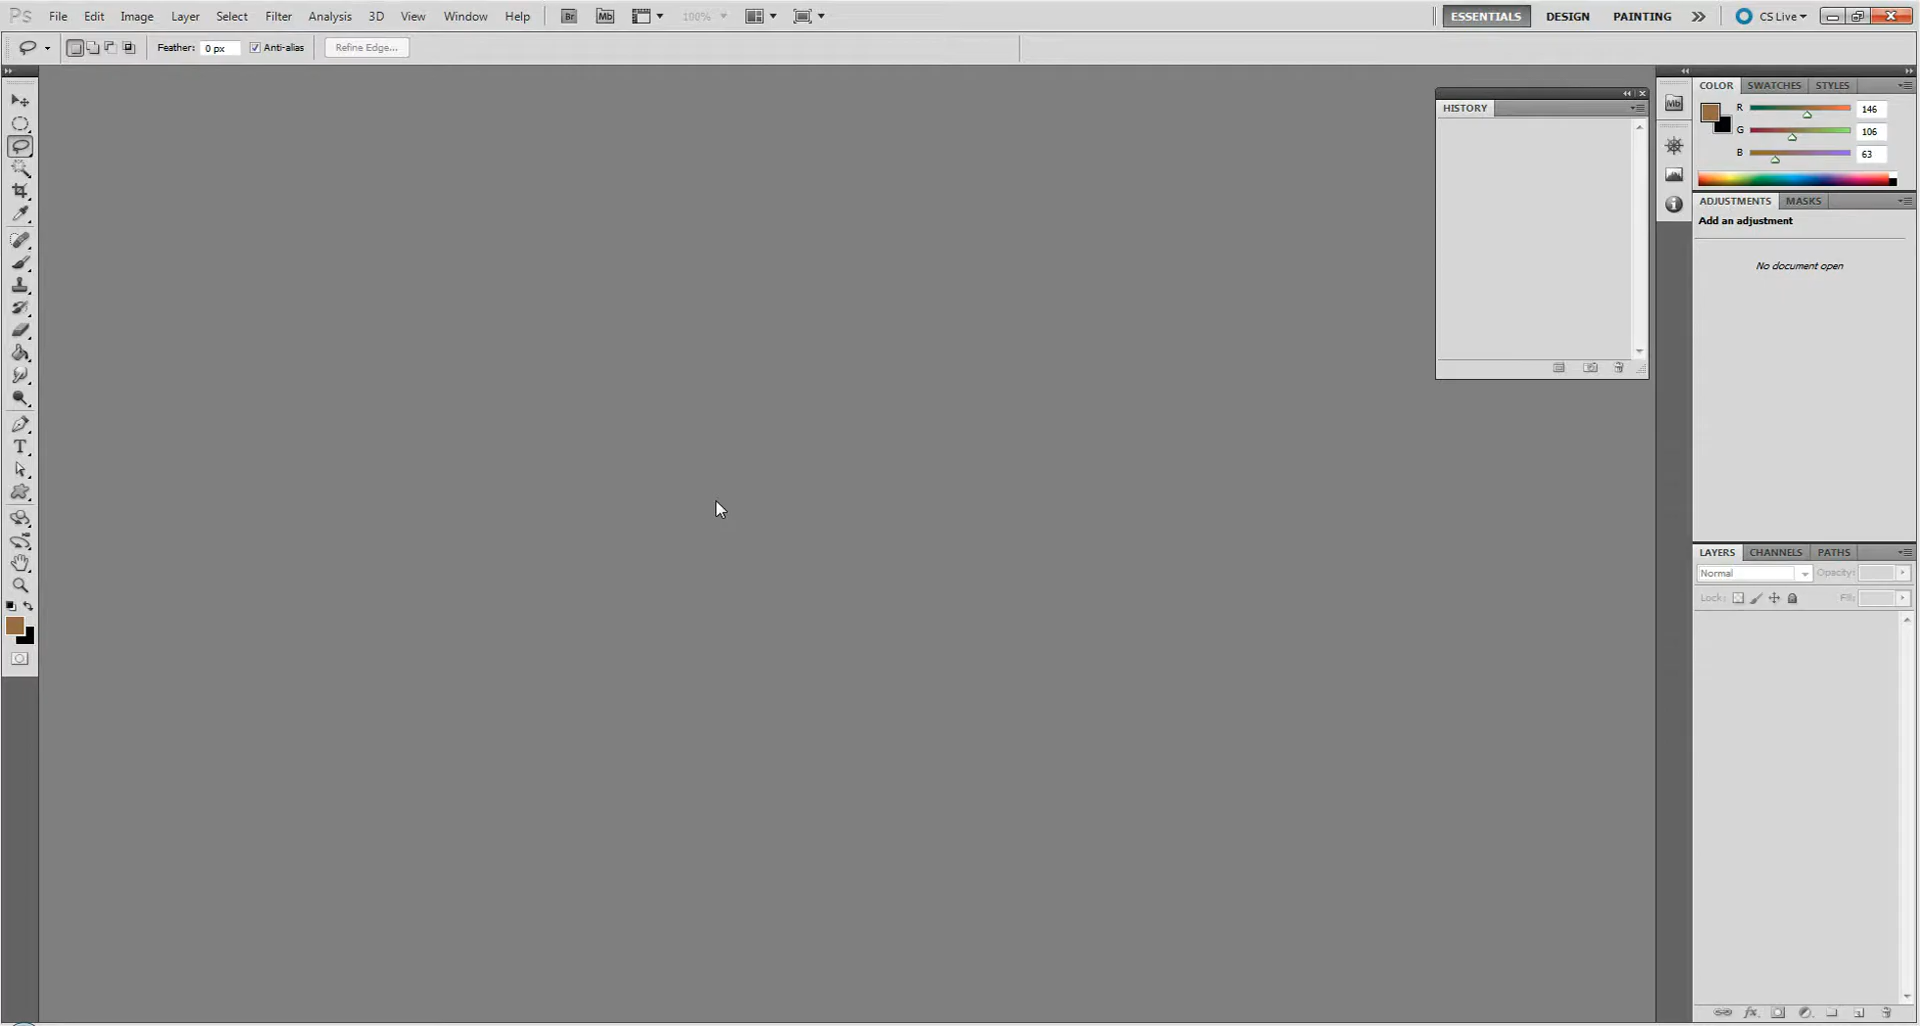 Ps File Edit Image Layer Select Filter Analysis 3D View Window Help Br Mb 100% ESSENTIALS DESIGN PAINTING CS Live
Feather: 0 px Anti-alias Refine Edge...
HISTORY
Mb
COLOR SWATCHES STYLES
R 146
G 106
B 63
ADJUSTMENTS MASKS
Add an adjustment
No document open
T
LAYERS CHANNELS PATHS
Normal Opacity:
Lock: Fill:
fx